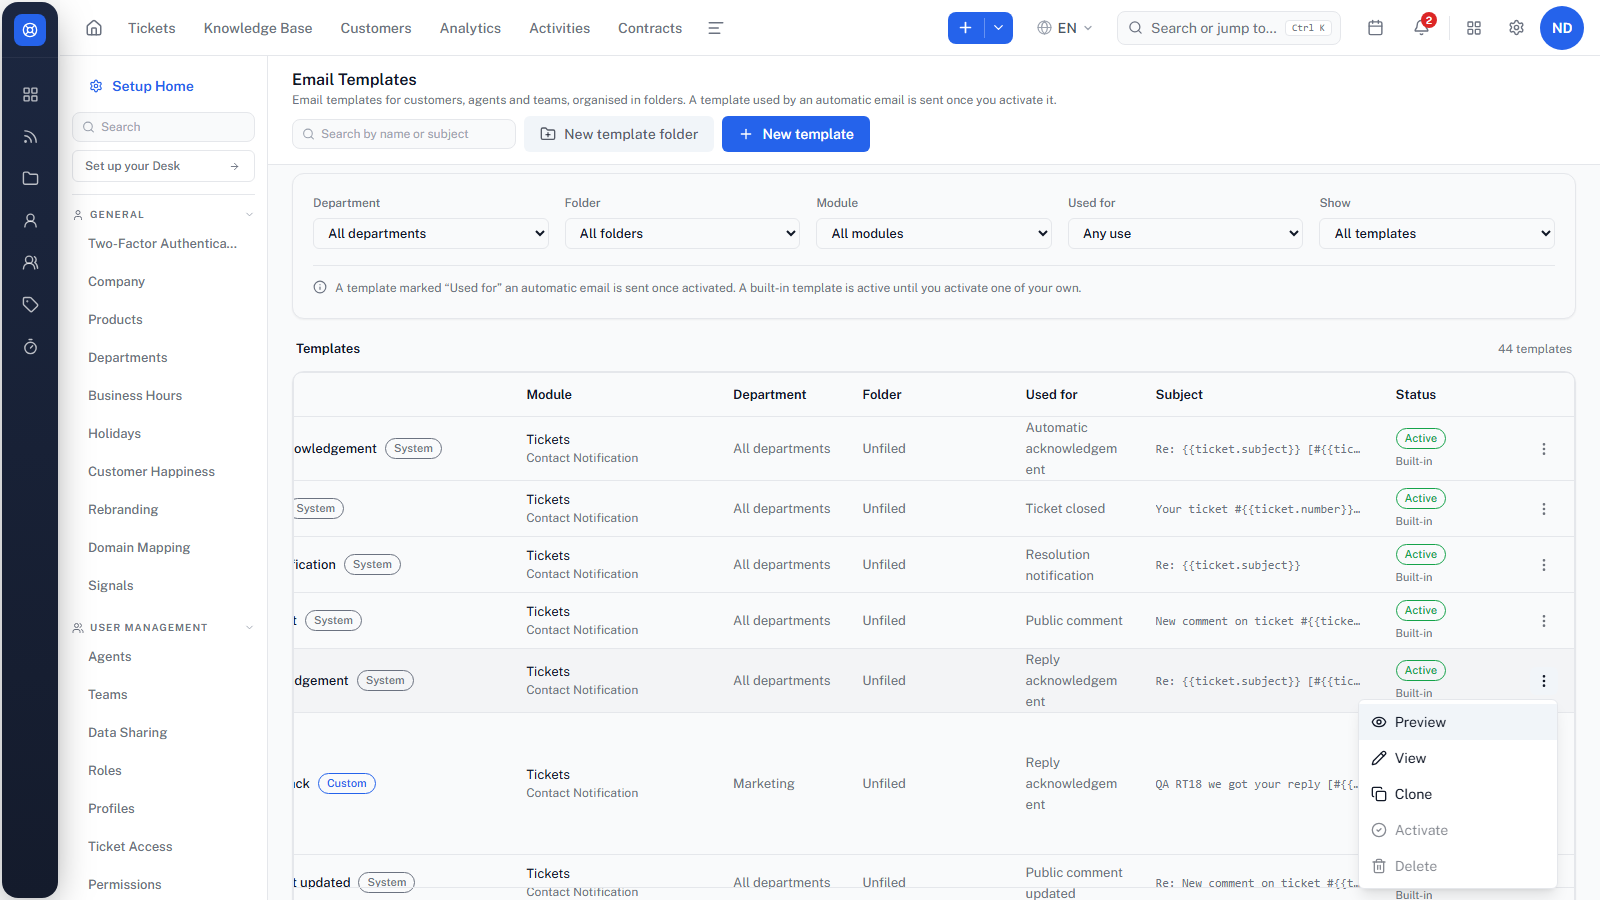 Tickets
Knowledge Base
Customers
Analytics
Activities
Contracts
EN
Search or jump to...
Ctrl K
2
ND
Setup Home
Search
Set up your Desk
GENERAL
Two-Factor Authentica...
Company
Products
Departments
Business Hours
Holidays
Customer Happiness
Rebranding
Domain Mapping
Signals
USER MANAGEMENT
Agents
Teams
Data Sharing
Roles
Profiles
Ticket Access
Permissions
Email Templates
Email templates for customers, agents and teams, organised in folders. A template used by an automatic email is sent once you activate it.
Search by name or subject
New template folder
New template
Department
Folder
Module
Used for
Show
All departments
All folders
All modules
Any use
All templates
A template marked “Used for” an automatic email is sent once activated. A built-in template is active until you activate one of your own.
Templates
44 templates
Module
Department
Folder
Used for
Subject
Status
owledgement
System
Tickets
Contact Notification
All departments
Unfiled
Automatic
acknowledgem
ent
Re: {{ticket.subject}} [#{{tic…
Active
Built-in
System
Tickets
Contact Notification
All departments
Unfiled
Ticket closed
Your ticket #{{ticket.number}}…
Active
Built-in
ication
System
Tickets
Contact Notification
All departments
Unfiled
Resolution
notification
Re: {{ticket.subject}}
Active
Built-in
t
System
Tickets
Contact Notification
All departments
Unfiled
Public comment
New comment on ticket #{{ticke…
Active
Built-in
dgement
System
Tickets
Contact Notification
All departments
Unfiled
Reply
acknowledgem
ent
Re: {{ticket.subject}} [#{{tic…
Active
Built-in
Preview
View
Clone
Activate
Delete
ck
Custom
Tickets
Contact Notification
Marketing
Unfiled
Reply
acknowledgem
ent
QA RT18 we got your reply [#{{…
t updated
System
Tickets
Contact Notification
All departments
Unfiled
Public comment
updated
Re: New comment on ticket #{{t…
Built-in